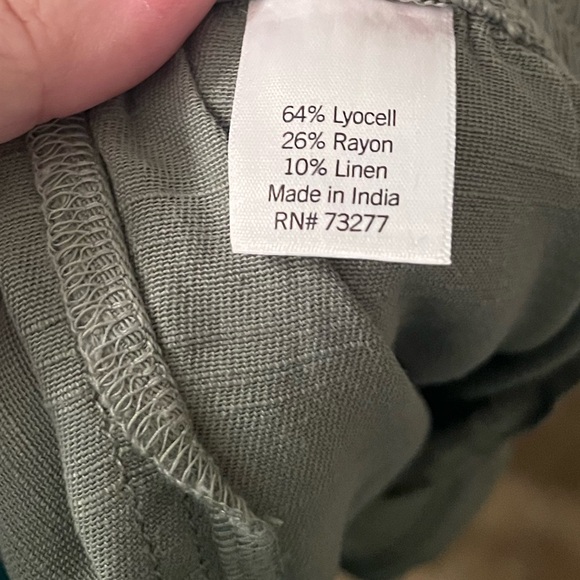 64% Lyocell
26% Rayon
10% Linen
Made in India
RN# 73277